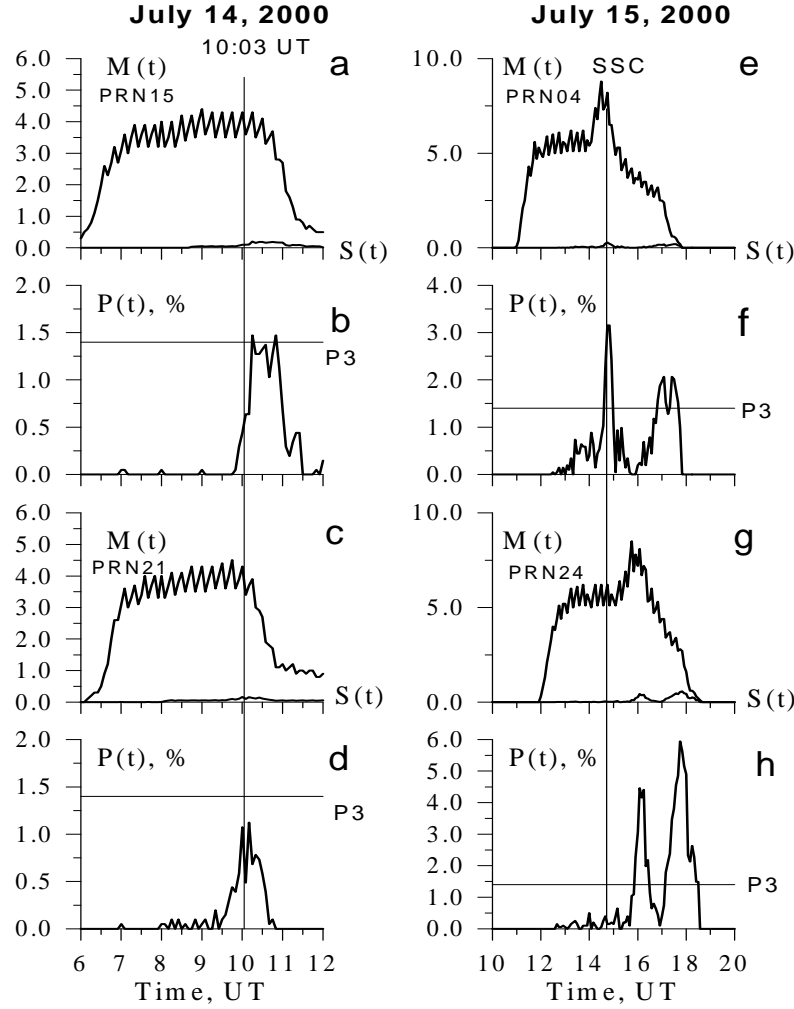 July 14, 2000
July 15, 2000
10:03 UT
a
6.0
5.0
4.0
3.0
2.0
1.0
0.0
M(t)
PRN15
S(t)
e
10.0
5.0
0.0
M(t)
SSC
PRN04
b
2.0
1.5
1.0
0.5
0.0
P(t), %
P3
f
4.0
3.0
2.0
1.0
0.0
P(t), %
P3
c
6.0
5.0
4.0
3.0
2.0
1.0
0.0
M(t)
PRN21
S(t)
g
10.0
5.0
0.0
M(t)
PRN24
S(t)
d
2.0
1.5
1.0
0.5
0.0
P(t), %
P3
6 7 8 9 10 11 12
Time, UT
h
6.0
5.0
4.0
3.0
2.0
1.0
0.0
P(t), %
P3
10 12 14 16 18 20
Time, UT